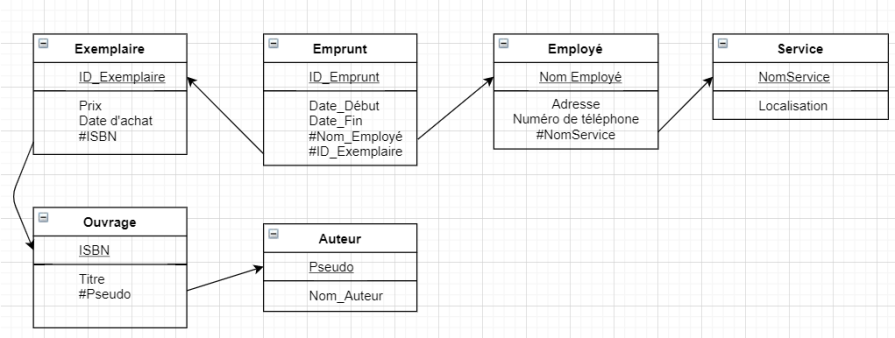 Exemplaire
ID_Exemplaire
Prix
Date d'achat
#ISBN
Emprunt
ID_Emprunt
Date_Début
Date_Fin
#Nom_Employé
#ID_Exemplaire
Employé
Nom Employé
Adresse
Numéro de téléphone
#NomService
Service
NomService
Localisation
Ouvrage
ISBN
Titre
#Pseudo
Auteur
Pseudo
Nom_Auteur